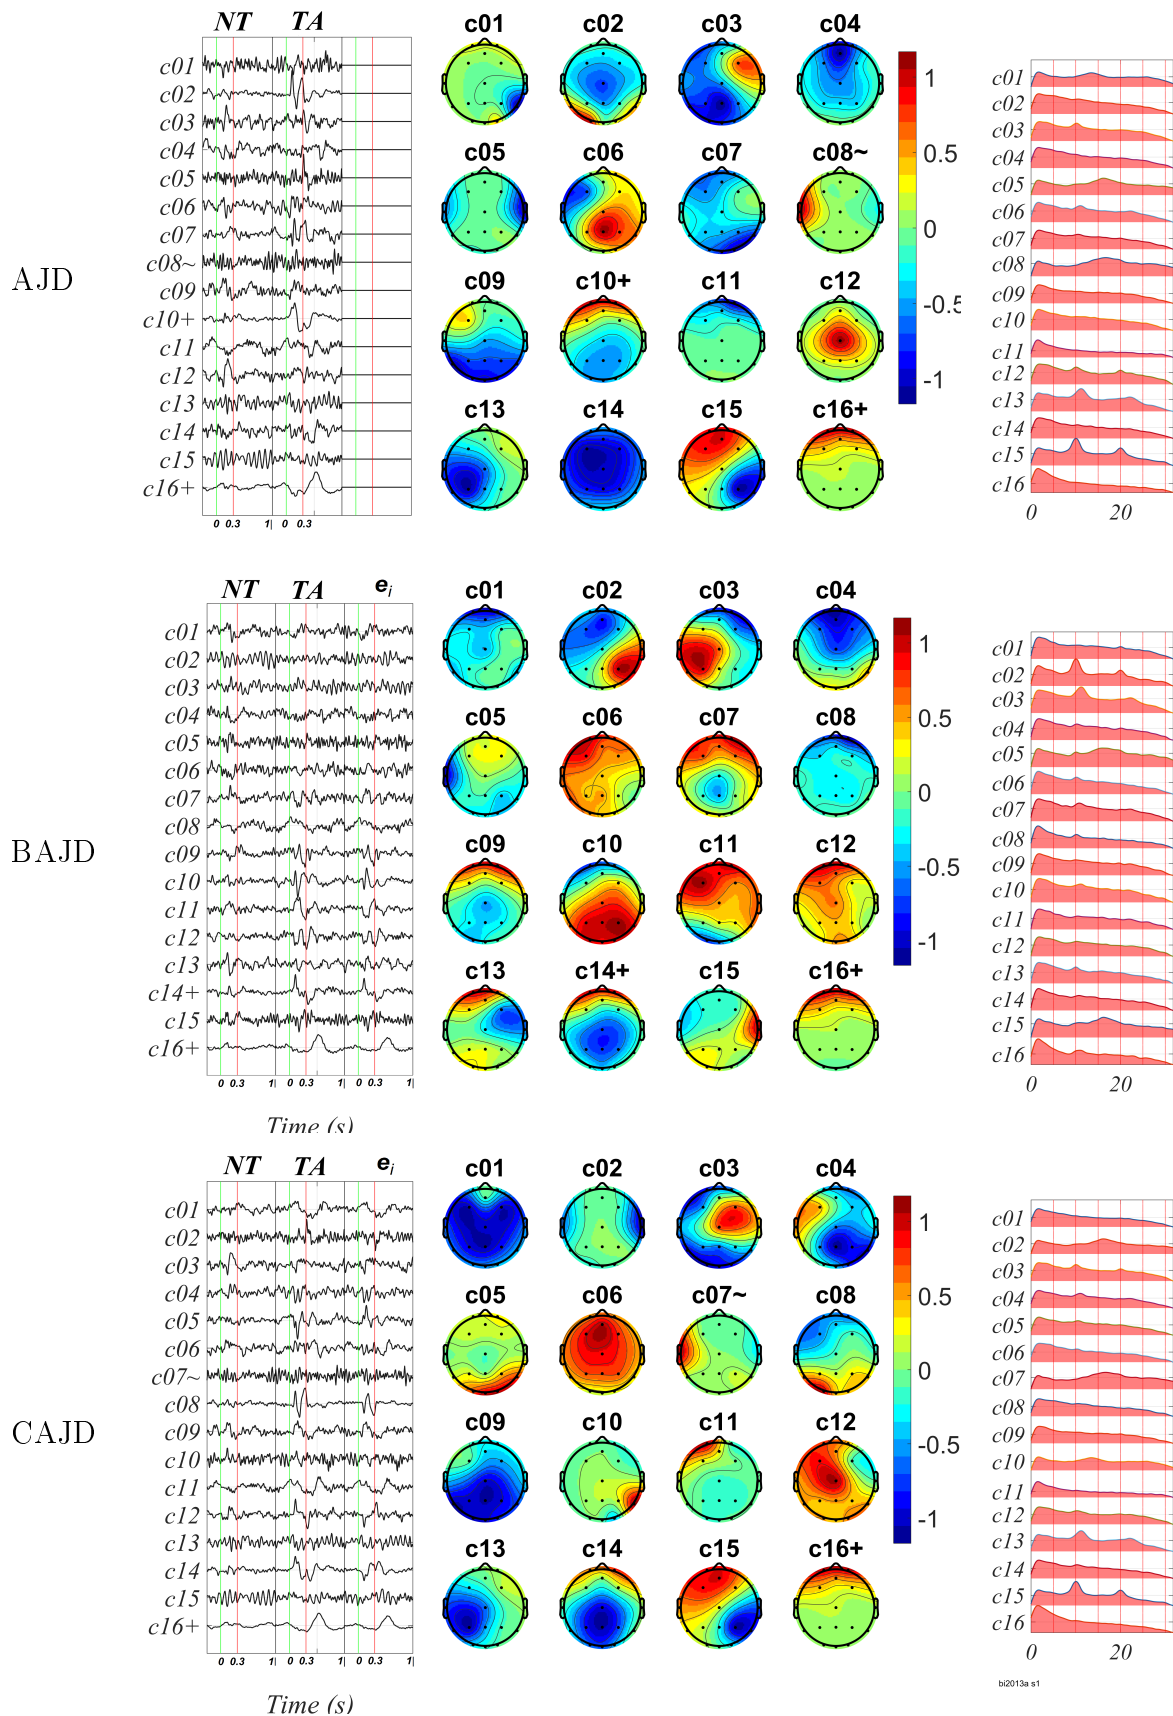 NT TA
c01
c02
c03
c04
c05
c06
c07
c08~
c09
c10+
c11
c12
c13
c14
c15
c16+
0 0.3 1| 0 0.3
AJD
c01 c02 c03 c04
c05 c06 c07 c08~
c09 c10+ c11 c12
c13 c14 c15 c16+
1
0.5
0
-0.5
-1
c01
c02
c03
c04
c05
c06
c07
c08
c09
c10
c11
c12
c13
c14
c15
c16
0 20
NT TA ei
c01
c02
c03
c04
c05
c06
c07
c08
c09
c10
c11
c12
c13
c14+
c15
c16+
0 0.3 1| 0 0.3 1| 0 0.3 1|
Time (s)
BAJD
c01 c02 c03 c04
c05 c06 c07 c08
c09 c10 c11 c12
c13 c14+ c15 c16+
1
0.5
0
-0.5
-1
c01
c02
c03
c04
c05
c06
c07
c08
c09
c10
c11
c12
c13
c14
c15
c16
0 20
NT TA ei
c01
c02
c03
c04
c05
c06
c07~
c08
c09
c10
c11
c12
c13
c14
c15
c16+
0 0.3 1| 0 0.3 1| 0 0.3 1|
Time (s)
CAJD
c01 c02 c03 c04
c05 c06 c07~ c08
c09 c10 c11 c12
c13 c14 c15 c16+
1
0.5
0
-0.5
-1
c01
c02
c03
c04
c05
c06
c07
c08
c09
c10
c11
c12
c13
c14
c15
c16
0 20
bi2013a s1